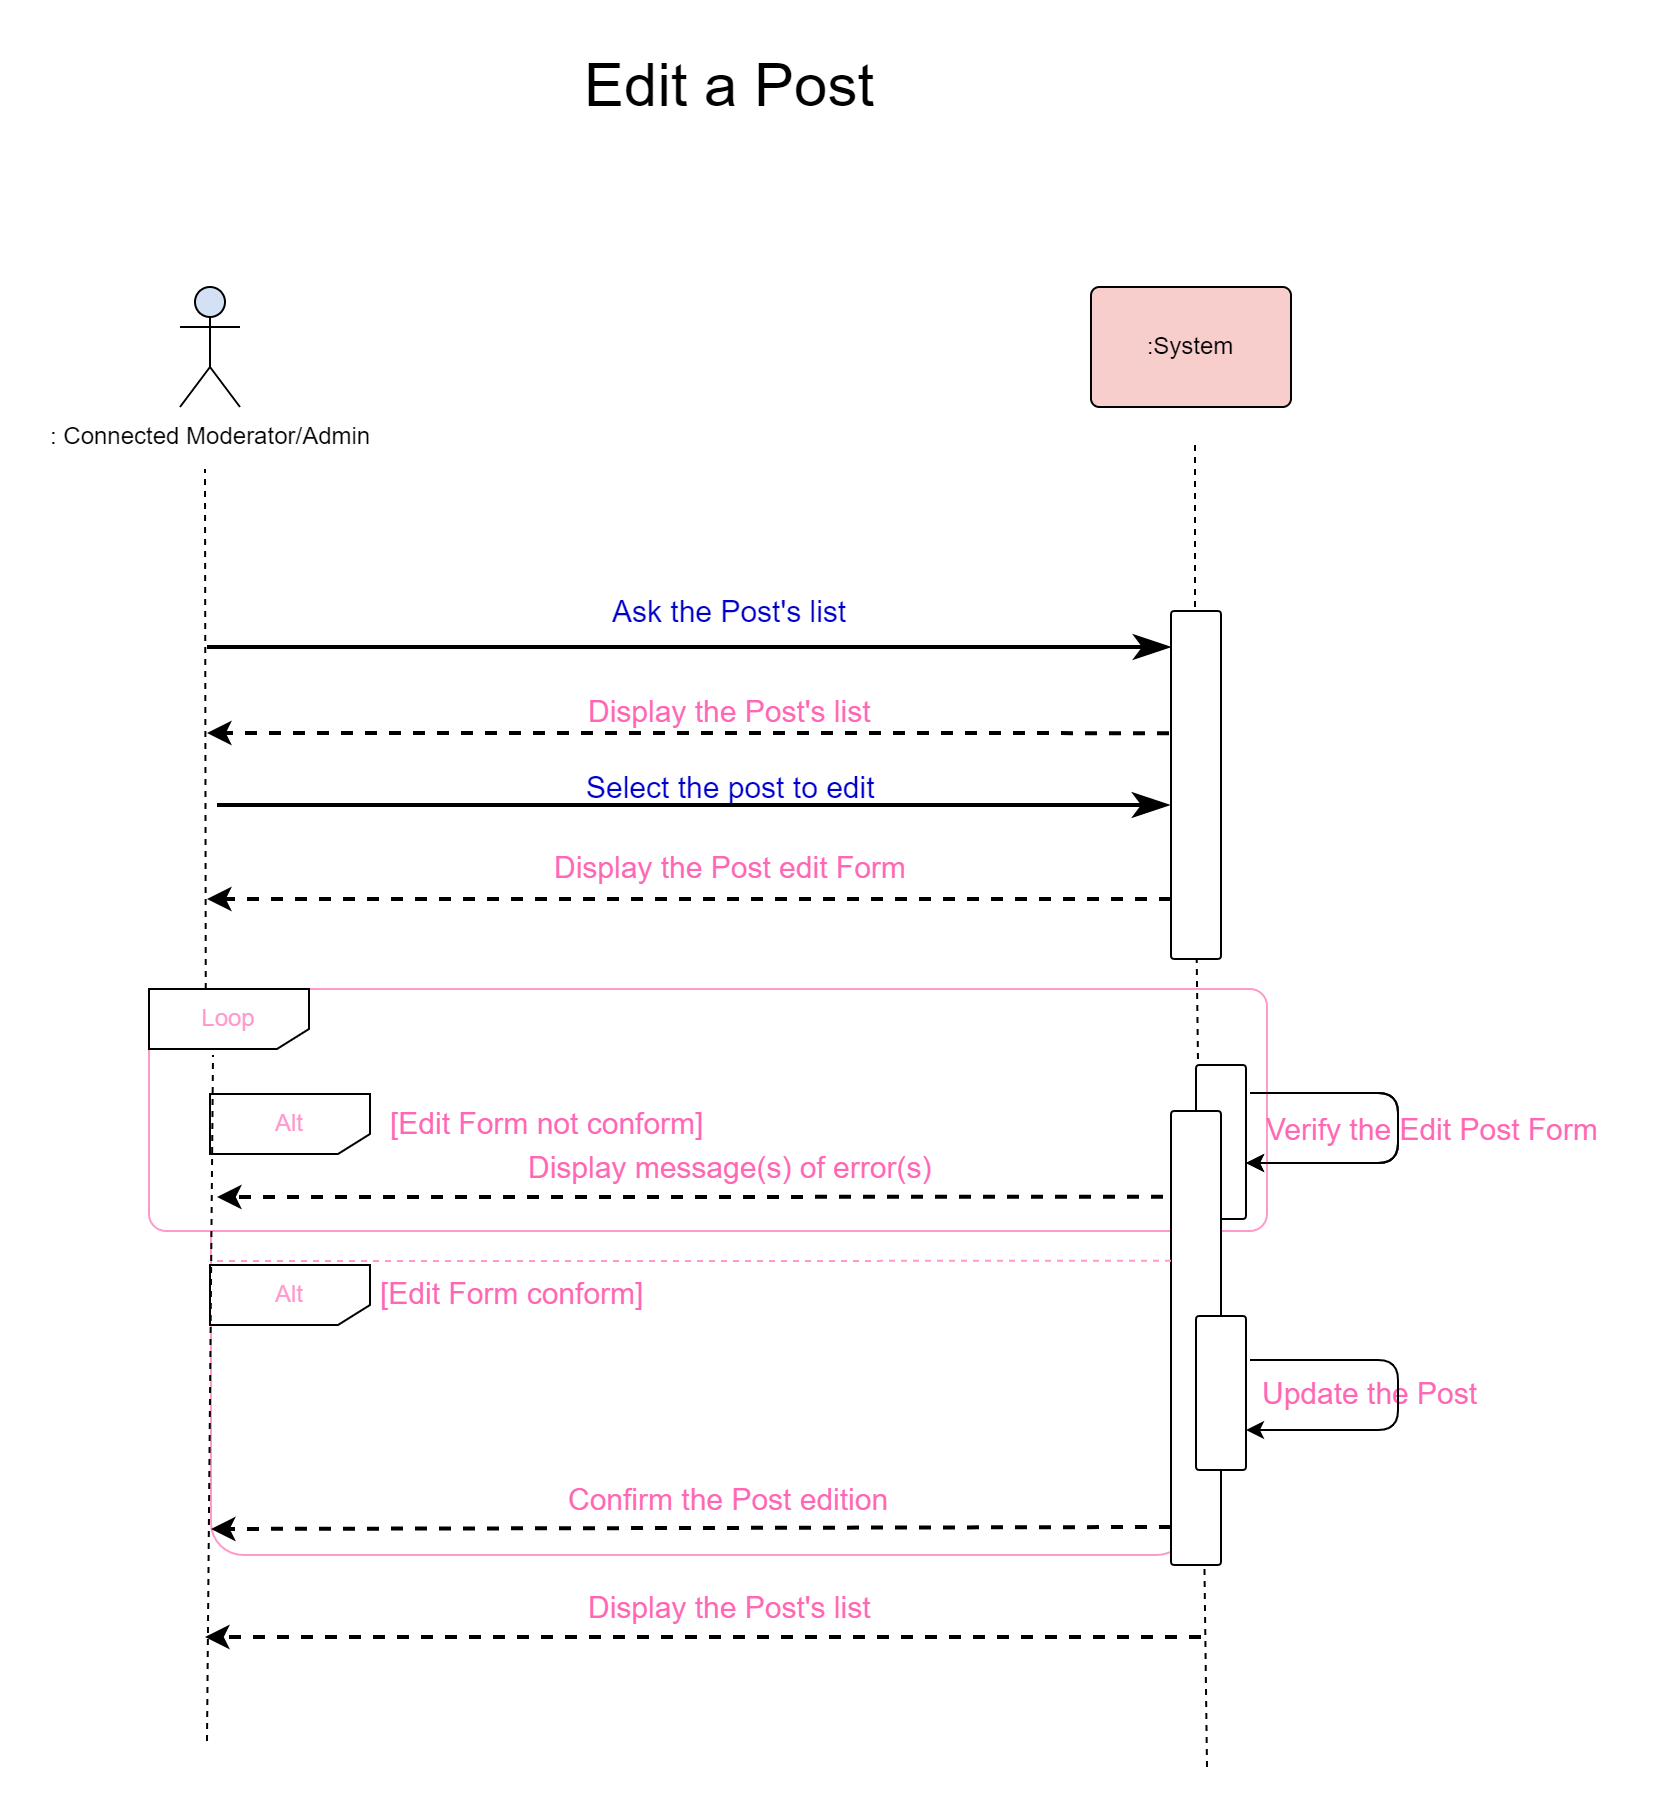 Edit a Post
:System
: Connected Moderator/Admin
Ask the Post's list
Display the Post's list
Select the post to edit
Display the Post edit Form
Loop
Alt
[Edit Form not conform]
Verify the Edit Post Form
Display message(s) of error(s)
Alt
[Edit Form conform]
Update the Post
Confirm the Post edition
Display the Post's list